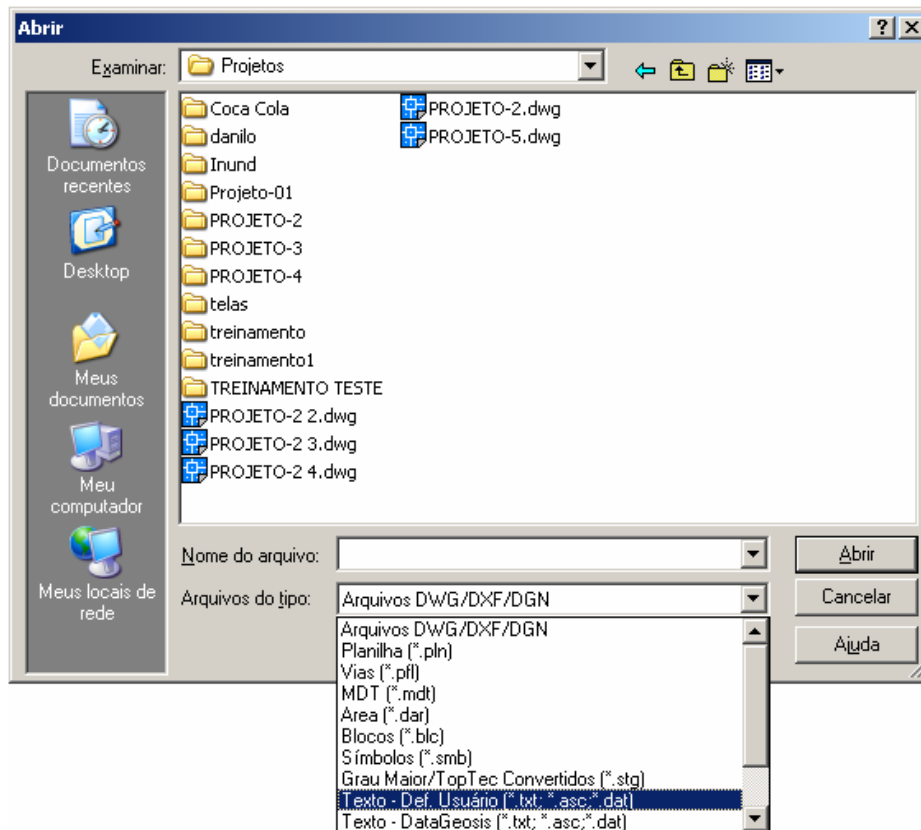 Abrir
Examinar:
Projetos
Documentos
recentes
Desktop
Meus
documentos
Meu
computador
Meus locais de
rede
Coca Cola
danilo
Inund
Projeto-01
PROJETO-2
PROJETO-3
PROJETO-4
telas
treinamento
treinamento1
TREINAMENTO TESTE
PROJETO-2 2.dwg
PROJETO-2 3.dwg
PROJETO-2 4.dwg
PROJETO-2.dwg
PROJETO-5.dwg
Nome do arquivo:
Abrir
Arquivos do tipo:
Arquivos DWG/DXF/DGN
Cancelar
Ajuda
Arquivos DWG/DXF/DGN
Planilha (*.pln)
Vias (*.pfl)
MDT (*.mdt)
Area (*.dar)
Blocos (*.blc)
Símbolos (*.smb)
Grau Maior/TopTec Convertidos (*.stg)
Texto - Def. Usuário (*.txt; *.asc;*.dat)
Texto - DataGeosis (*.txt; *.asc;*.dat)